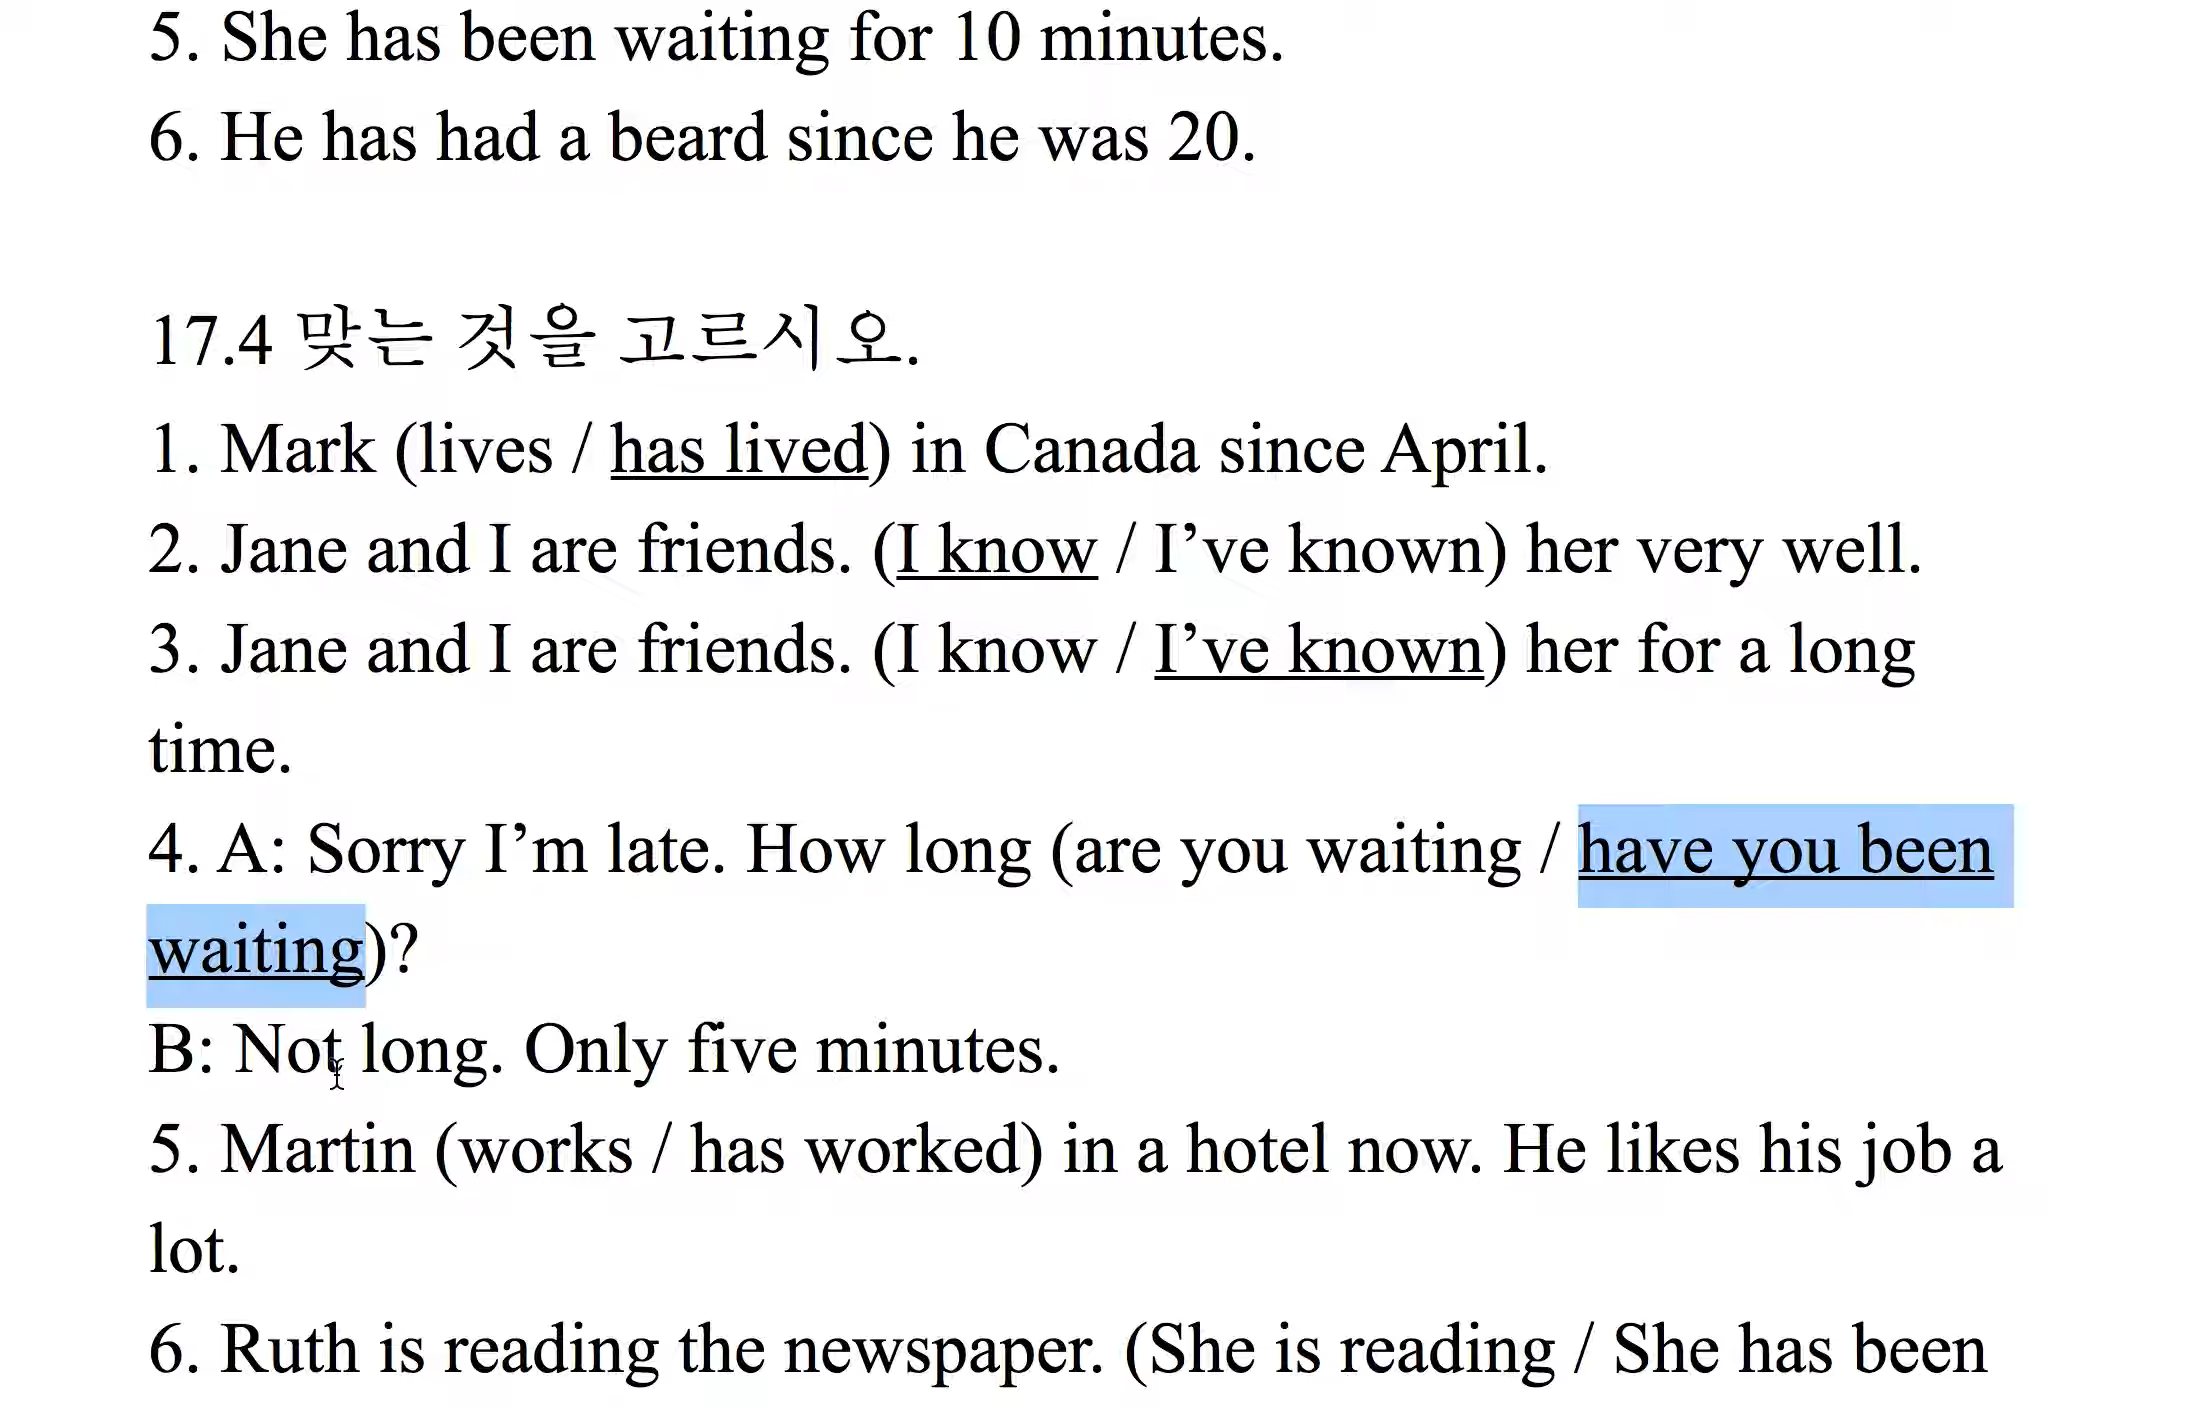 5. She has been waiting for 10 minutes.
6. He has had a beard since he was 20.
17.4 맞는 것을 고르시오.
1. Mark (lives / has lived) in Canada since April.
2. Jane and I are friends. (I know / I’ve known) her very well.
3. Jane and I are friends. (I know / I’ve known) her for a long
time.
4. A: Sorry I’m late. How long (are you waiting / have you been
waiting)?
B: Not long. Only five minutes.
5. Martin (works / has worked) in a hotel now. He likes his job a
lot.
6. Ruth is reading the newspaper. (She is reading / She has been